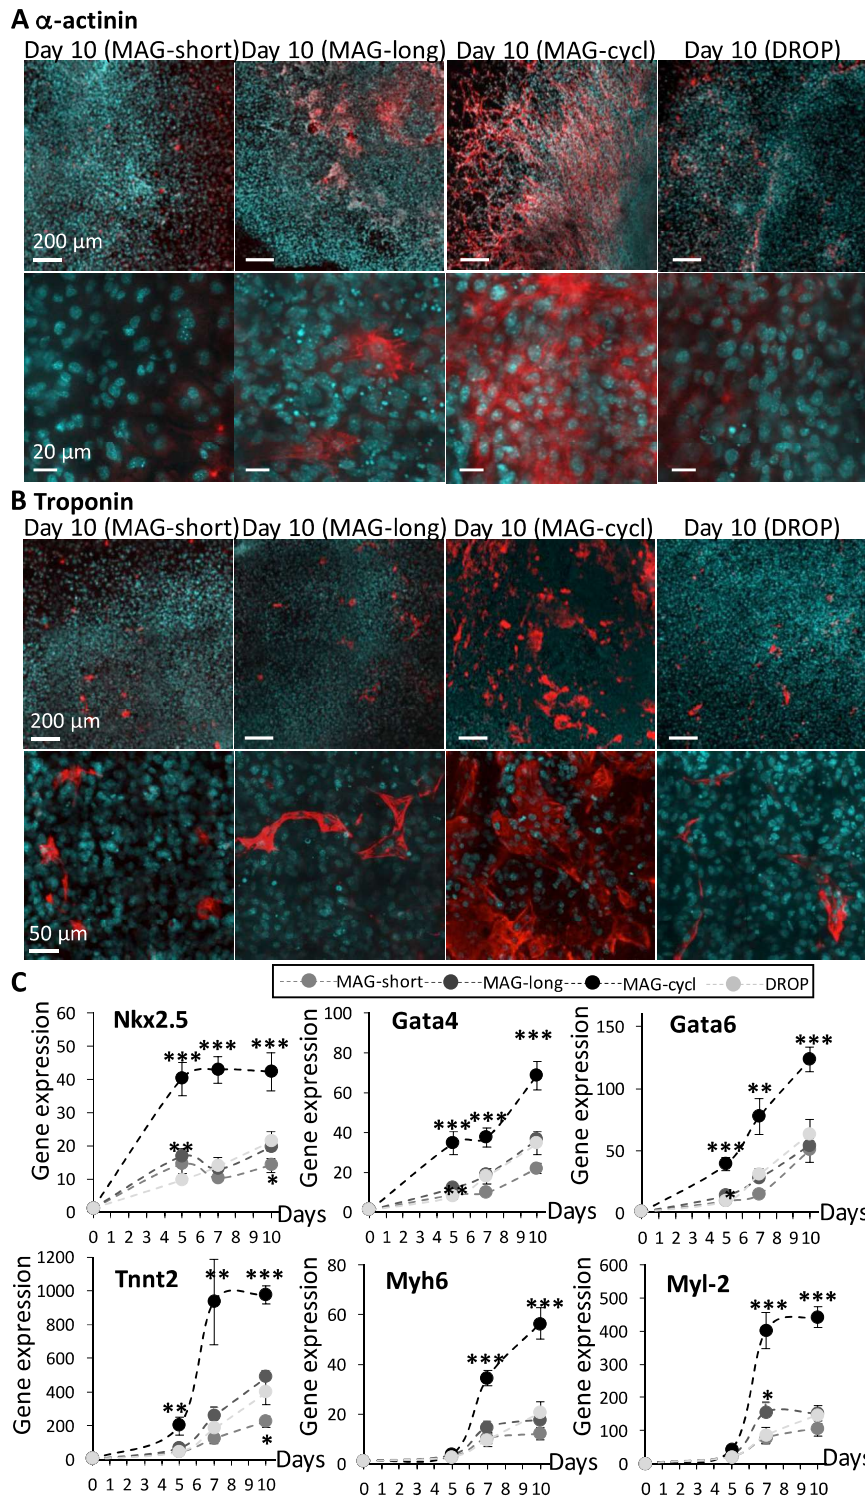 A α-actinin
Day 10 (MAG-short) Day 10 (MAG-long) Day 10 (MAG-cycl) Day 10 (DROP)
200 µm
20 µm
B Troponin
Day 10 (MAG-short) Day 10 (MAG-long) Day 10 (MAG-cycl) Day 10 (DROP)
200 µm
50 µm
C
MAG-short MAG-long MAG-cycl DROP
Nkx2.5
Gene expression
60
50
40
30
20
10
0
*** *** ***
**
*
0 1 2 3 4 5 6 7 8 9 10
Days
Gata4
Gene expression
100
80
60
40
20
0
***
*** ***
**
0 1 2 3 4 5 6 7 8 9 10
Days
Gata6
Gene expression
150
100
50
0
***
**
***
*
0 1 2 3 4 5 6 7 8 9 10
Days
Tnnt2
Gene expression
1200
1000
800
600
400
200
0
** ***
**
*
0 1 2 3 4 5 6 7 8 9 10
Days
Myh6
Gene expression
80
60
40
20
0
***
***
0 1 2 3 4 5 6 7 8 9 10
Days
Myl-2
Gene expression
600
500
400
300
200
100
0
*** ***
*
0 1 2 3 4 5 6 7 8 9 10
Days